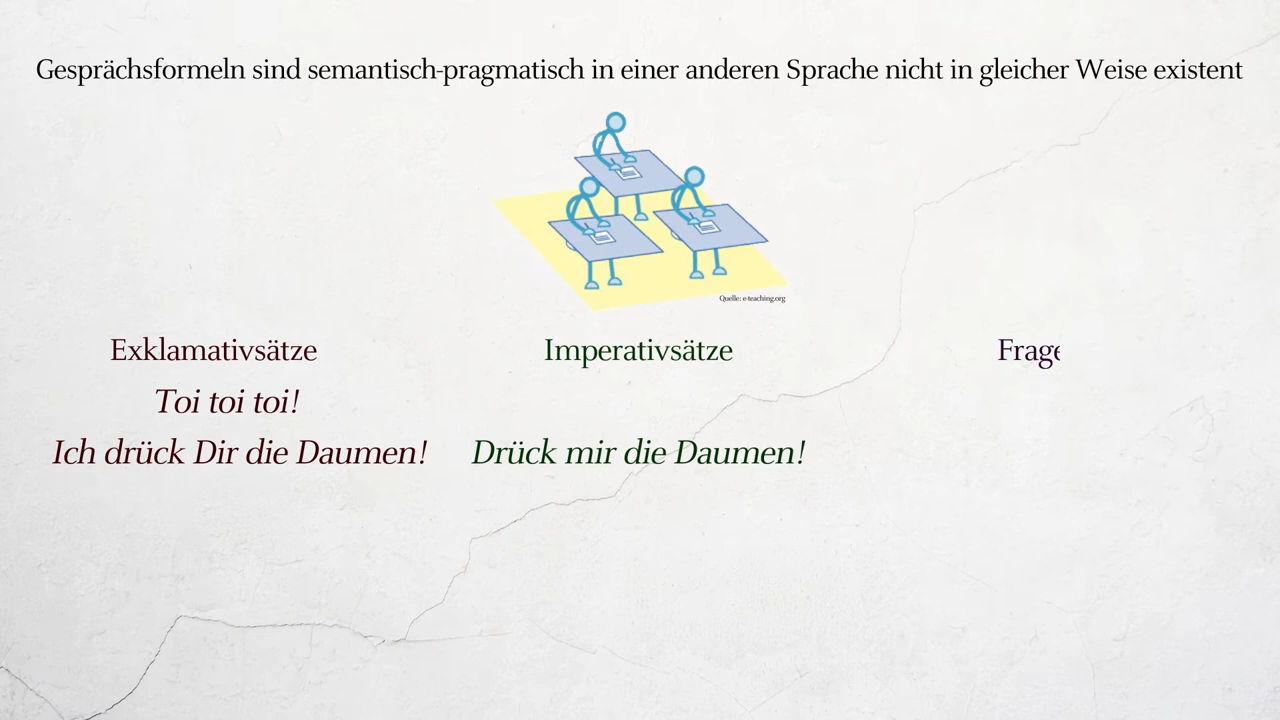 Gesprächsformeln sind semantisch-pragmatisch in einer anderen Sprache nicht in gleicher Weise existent
Quelle: e-teaching.org
Exklamativsätze
Imperativsätze
Frage
Toi toi toi!
Ich drück Dir die Daumen!
Drück mir die Daumen!